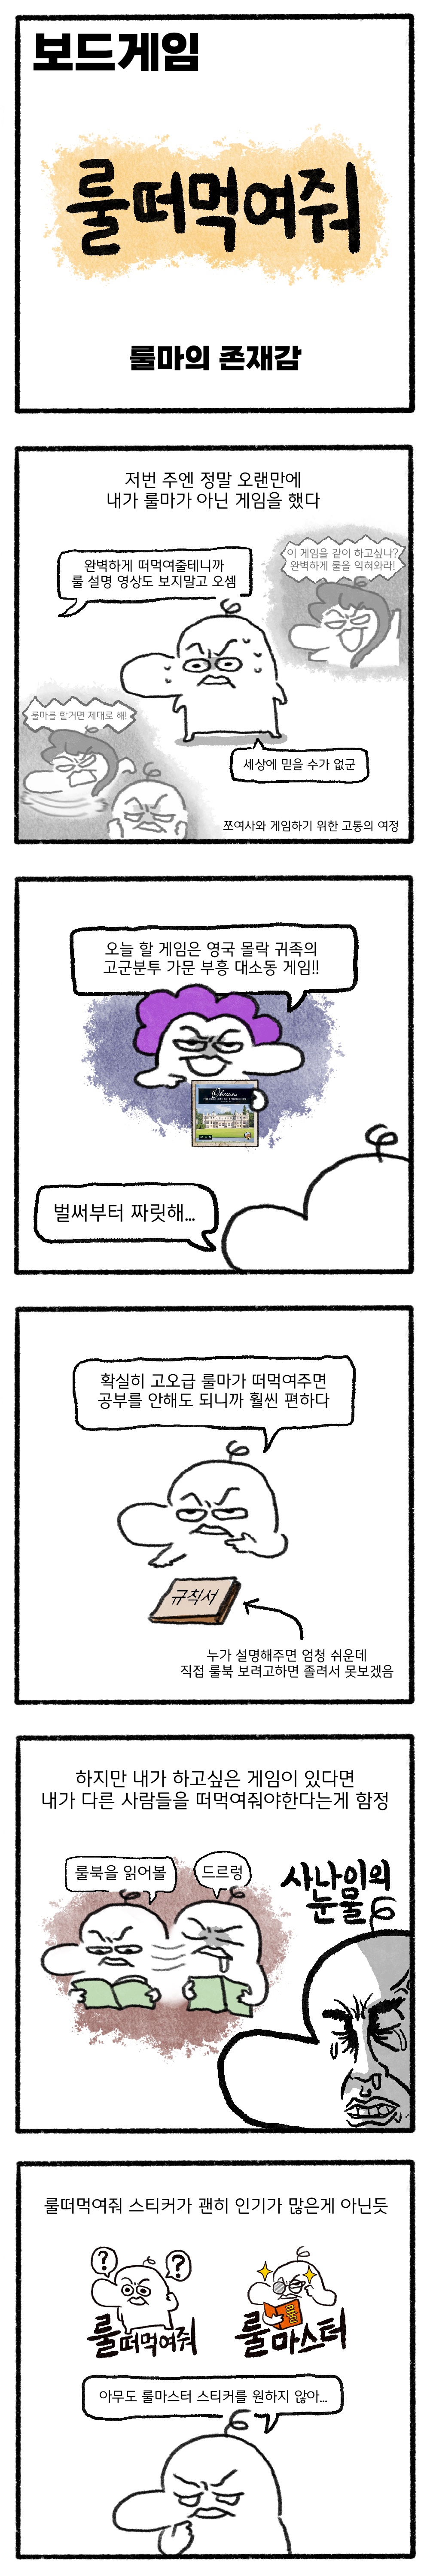 보드게임
룰떠먹여줘
룰마의 존재감
저번 주엔 정말 오랜만에
내가 룰마가 아닌 게임을 했다
완벽하게 떠먹여줄테니까
룰 설명 영상도 보지말고 오셈
이 게임을 같이 하고싶냐?
완벽하게 룰을 익혀와라!
룰마를 할거면 제대로 해!
세상에 믿을 수가 없군
쪼여사와 게임하기 위한 고통의 여정
오늘 할 게임은 영국 몰락 귀족의
고군분투 가문 부흥 대소동 게임!!
Obsession
벌써부터 짜릿해...
확실히 고오급 룰마가 떠먹여주면
공부를 안해도 되니까 훨씬 편하다
규칙서
누가 설명해주면 엄청 쉬운데
직접 룰북 보려고하면 졸려서 못보겠음
하지만 내가 하고싶은 게임이 있다면
내가 다른 사람들을 떠먹여줘야한다는게 함정
룰북을 읽어볼
드르렁
사나이의
눈물
룰떠먹여줘 스티커가 괜히 인기가 많은게 아닌듯
?
?
룰떠먹여줘
룰
룰마스터
아무도 룰마스터 스티커를 원하지 않아...